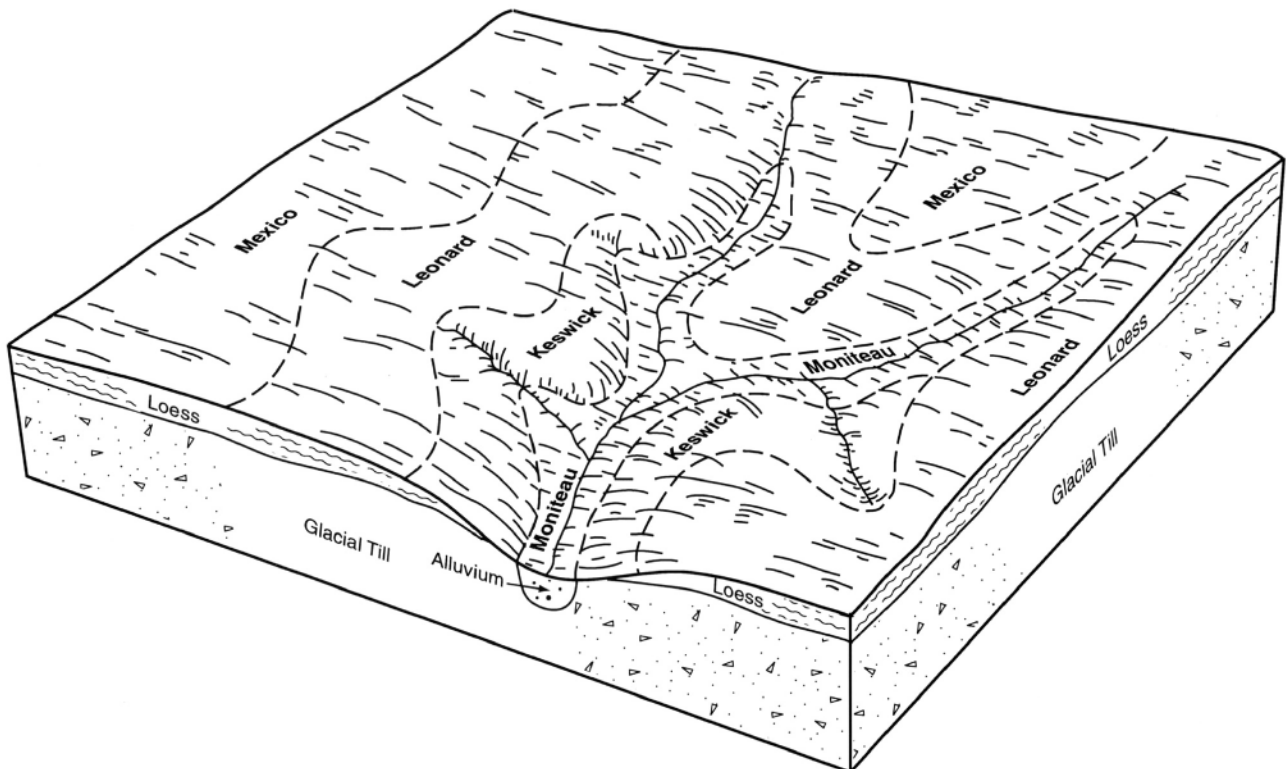 Mexico
Mexico
Leonard
Leonard
Keswick
Moniteau
Leonard
Loess
Loess
Keswick
Glacial Till
Moniteau
Glacial Till
Alluvium
Loess